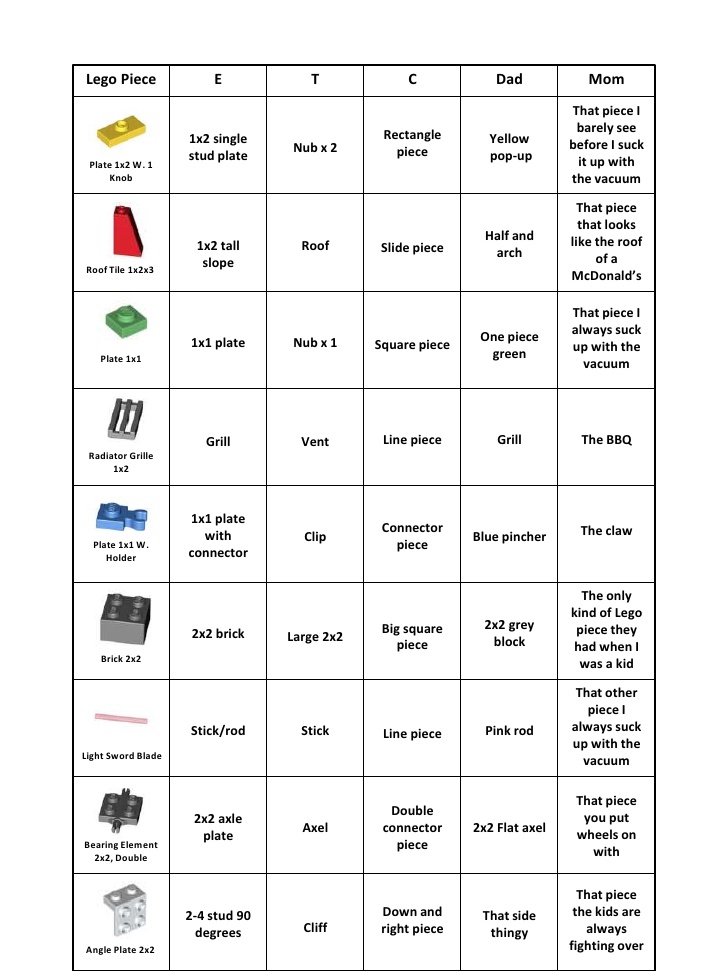 Lego Piece E T C Dad Mom
Plate 1x2 W. 1
Knob
1x2 single
stud plate
Nub x 2
Rectangle
piece
Yellow
pop-up
That piece I
barely see
before I suck
it up with
the vacuum
Roof Tile 1x2x3
1x2 tall
slope
Roof
Slide piece
Half and
arch
That piece
that looks
like the roof
of a
McDonald’s
Plate 1x1
1x1 plate
Nub x 1
Square piece
One piece
green
That piece I
always suck
up with the
vacuum
Radiator Grille
1x2
Grill
Vent
Line piece
Grill
The BBQ
Plate 1x1 W.
Holder
1x1 plate
with
connector
Clip
Connector
piece
Blue pincher
The claw
Brick 2x2
2x2 brick
Large 2x2
Big square
piece
2x2 grey
block
The only
kind of Lego
piece they
had when I
was a kid
Light Sword Blade
Stick/rod
Stick
Line piece
Pink rod
That other
piece I
always suck
up with the
vacuum
Bearing Element
2x2, Double
2x2 axle
plate
Axel
Double
connector
piece
2x2 Flat axel
That piece
you put
wheels on
with
Angle Plate 2x2
2-4 stud 90
degrees
Cliff
Down and
right piece
That side
thingy
That piece
the kids are
always
fighting over